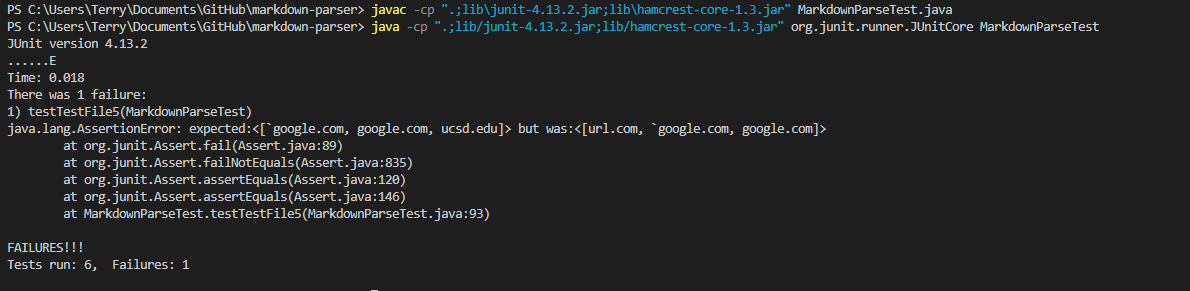 PS C:\Users\Terry\Documents\GitHub\markdown-parser> javac -cp ".;lib\junit-4.13.2.jar;lib\hamcrest-core-1.3.jar" MarkdownParseTest.java
PS C:\Users\Terry\Documents\GitHub\markdown-parser> java -cp ".;lib/junit-4.13.2.jar;lib/hamcrest-core-1.3.jar" org.junit.runner.JUnitCore MarkdownParseTest
JUnit version 4.13.2
......E
Time: 0.018
There was 1 failure:
1) testTestFile5(MarkdownParseTest)
java.lang.AssertionError: expected:<[`google.com, google.com, ucsd.edu]> but was:<[url.com, `google.com, google.com]>
        at org.junit.Assert.fail(Assert.java:89)
        at org.junit.Assert.failNotEquals(Assert.java:835)
        at org.junit.Assert.assertEquals(Assert.java:120)
        at org.junit.Assert.assertEquals(Assert.java:146)
        at MarkdownParseTest.testTestFile5(MarkdownParseTest.java:93)
FAILURES!!!
Tests run: 6,  Failures: 1